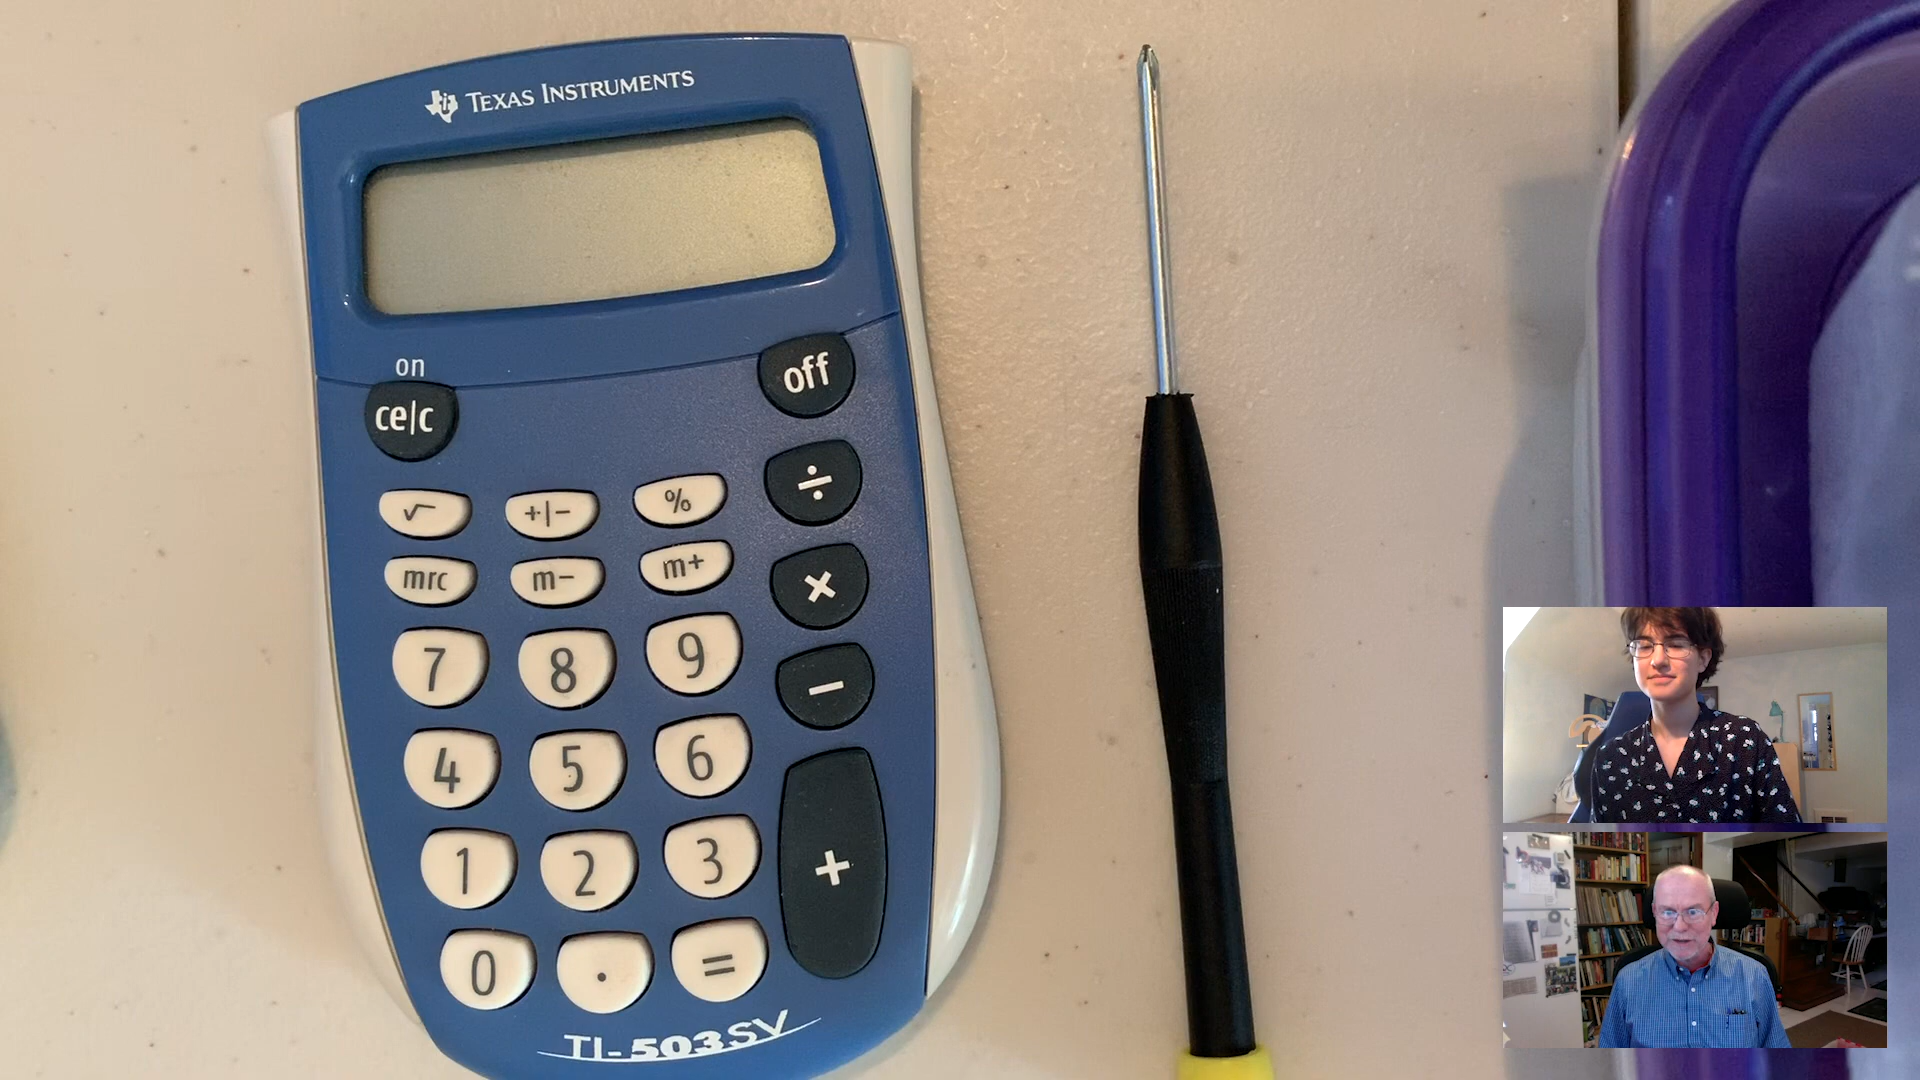 TEXAS INSTRUMENTS
on
ce|c
off
√
+|-
%
÷
mrc
m-
m+
×
7
8
9
-
4
5
6
+
1
2
3
0
.
=
TI-503SV